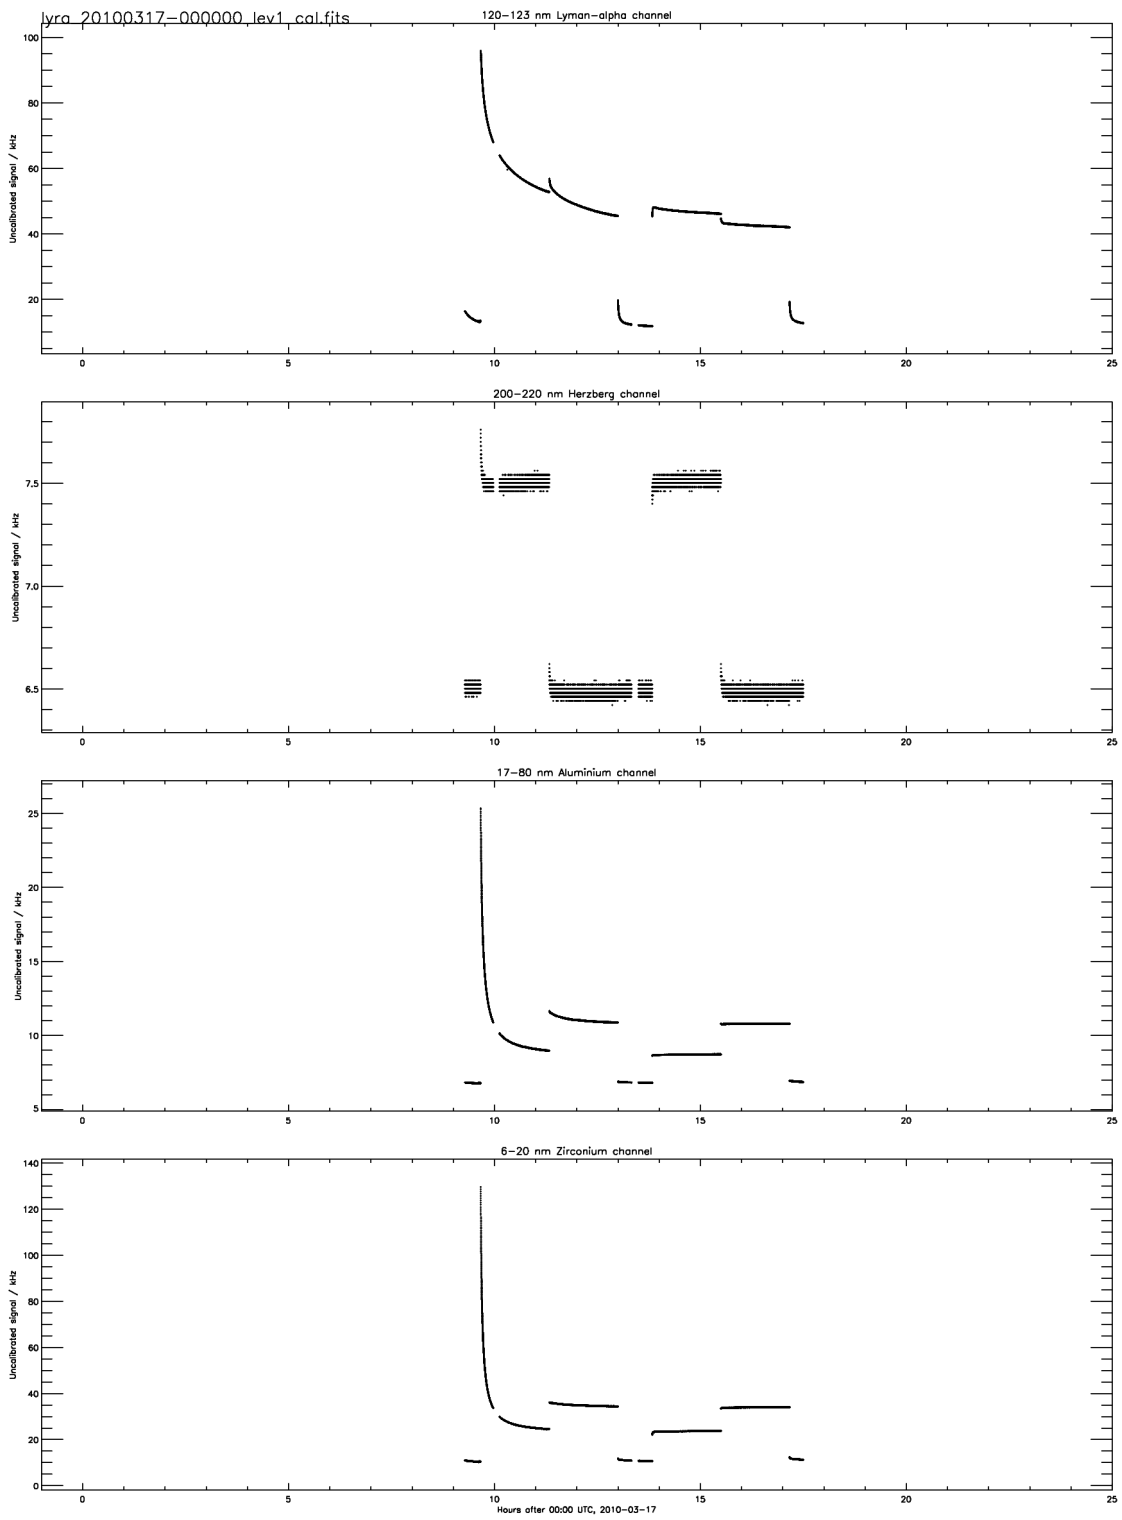 lyra_20100317-000000_lev1_cal.fits
120-123 nm Lyman-alpha channel
Uncalibrated signal / kHz
100
80
60
40
20
0 5 10 15 20 25
200-220 nm Herzberg channel
Uncalibrated signal / kHz
7.5
7.0
6.5
0 5 10 15 20 25
17-80 nm Aluminium channel
Uncalibrated signal / kHz
25
20
15
10
5
0 5 10 15 20 25
6-20 nm Zirconium channel
Uncalibrated signal / kHz
140
120
100
80
60
40
20
0
0 5 10 15 20 25
Hours after 00:00 UTC, 2010-03-17